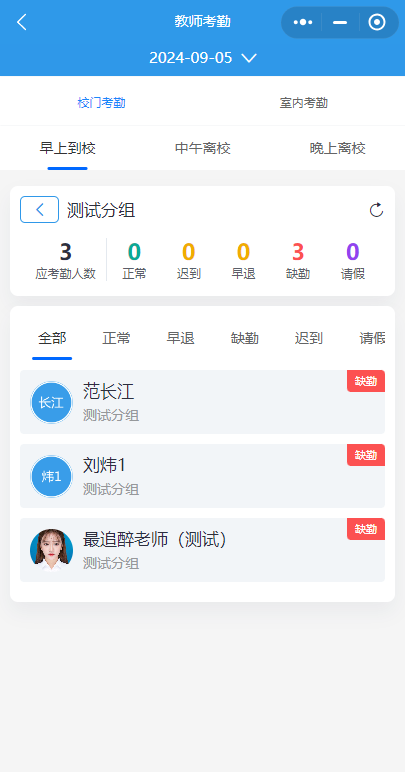 教师考勤
2024-09-05
校门考勤 室内考勤
早上到校 中午离校 晚上离校
测试分组
3 0 0 0 3 0
应考勤人数 正常 迟到 早退 缺勤 请假
全部 正常 早退 缺勤 迟到 请假
缺勤
长江 范长江
测试分组
缺勤
炜1 刘炜1
测试分组
缺勤
最追醉老师（测试）
测试分组